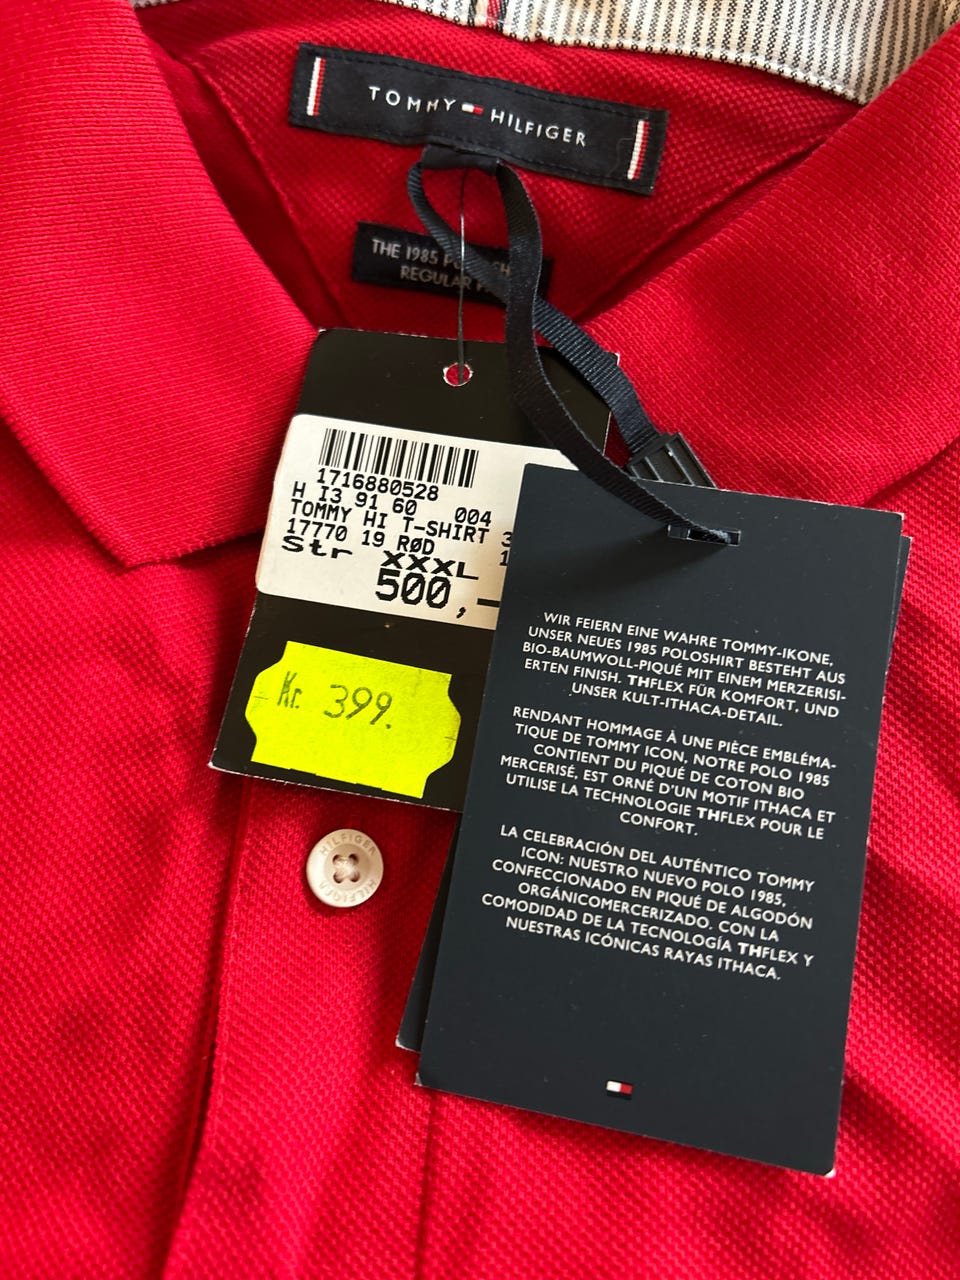 TOMMY HILFIGER
THE 1985
REGULAR
1716880528
H I3 91 60 004
TOMMY HI T-SHIRT 3
17770 19 RØD
Str XXXL
500,-
Kr. 399.
WIR FEIERN EINE WAHRE TOMMY-IKONE,
UNSER NEUES 1985 POLOSHIRT BESTEHT AUS
BIO-BAUMWOLL-PIQUÉ MIT EINEM MERZERISI-
ERTEN FINISH. THFLEX FÜR KOMFORT, UND
UNSER KULT-ITHACA-DETAIL.
RENDANT HOMMAGE À UNE PIÈCE EMBLÉMA-
TIQUE DE TOMMY ICON, NOTRE POLO 1985
CONTIENT DU PIQUÉ DE COTON BIO
MERCERISÉ, EST ORNÉ D'UN MOTIF ITHACA ET
UTILISE LA TECHNOLOGIE THFLEX POUR LE
CONFORT.
LA CELEBRACIÓN DEL AUTÉNTICO TOMMY
ICON: NUESTRO NUEVO POLO 1985,
CONFECCIONADO EN PIQUÉ DE ALGODÓN
ORGÁNICOMERCERIZADO, CON LA
COMODIDAD DE LA TECNOLOGÍA THFLEX Y
NUESTRAS ICÓNICAS RAYAS ITHACA.
HILFIGER
HILFIGER